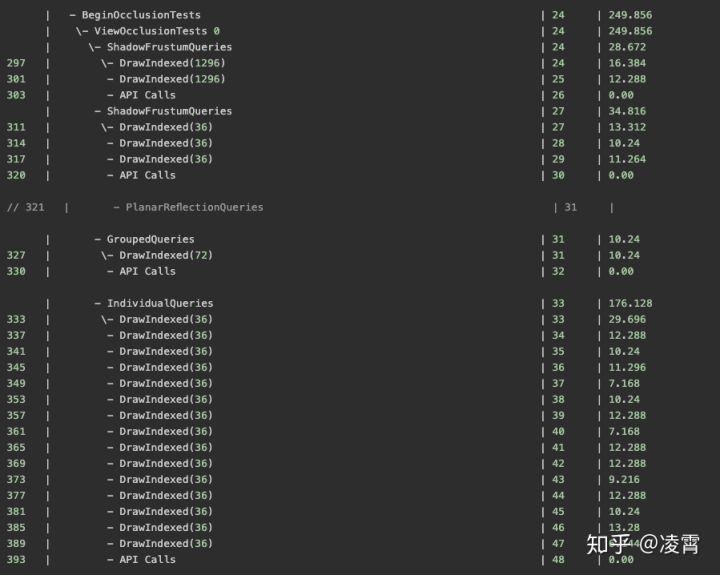 | - BeginOcclusionTests | 24 | 249.856
| \- ViewOcclusionTests 0 | 24 | 249.856
| \- ShadowFrustumQueries | 24 | 28.672
297 | \- DrawIndexed(1296) | 24 | 16.384
301 | - DrawIndexed(1296) | 25 | 12.288
303 | - API Calls | 26 | 0.00
| - ShadowFrustumQueries | 27 | 34.816
311 | \- DrawIndexed(36) | 27 | 13.312
314 | - DrawIndexed(36) | 28 | 10.24
317 | - DrawIndexed(36) | 29 | 11.264
320 | - API Calls | 30 | 0.00
// 321 | - PlanarReflectionQueries | 31 |
| - GroupedQueries | 31 | 10.24
327 | \- DrawIndexed(72) | 31 | 10.24
330 | - API Calls | 32 | 0.00
| - IndividualQueries | 33 | 176.128
333 | \- DrawIndexed(36) | 33 | 29.696
337 | - DrawIndexed(36) | 34 | 12.288
341 | - DrawIndexed(36) | 35 | 10.24
345 | - DrawIndexed(36) | 36 | 11.296
349 | - DrawIndexed(36) | 37 | 7.168
353 | - DrawIndexed(36) | 38 | 10.24
357 | - DrawIndexed(36) | 39 | 12.288
361 | - DrawIndexed(36) | 40 | 7.168
365 | - DrawIndexed(36) | 41 | 12.288
369 | - DrawIndexed(36) | 42 | 12.288
373 | - DrawIndexed(36) | 43 | 9.216
377 | - DrawIndexed(36) | 44 | 12.288
381 | - DrawIndexed(36) | 45 | 10.24
385 | - DrawIndexed(36) | 46 | 13.28
389 | - DrawIndexed(36) | 47 |
知乎 @凌霄
393 | - API Calls | 48 | 0.00